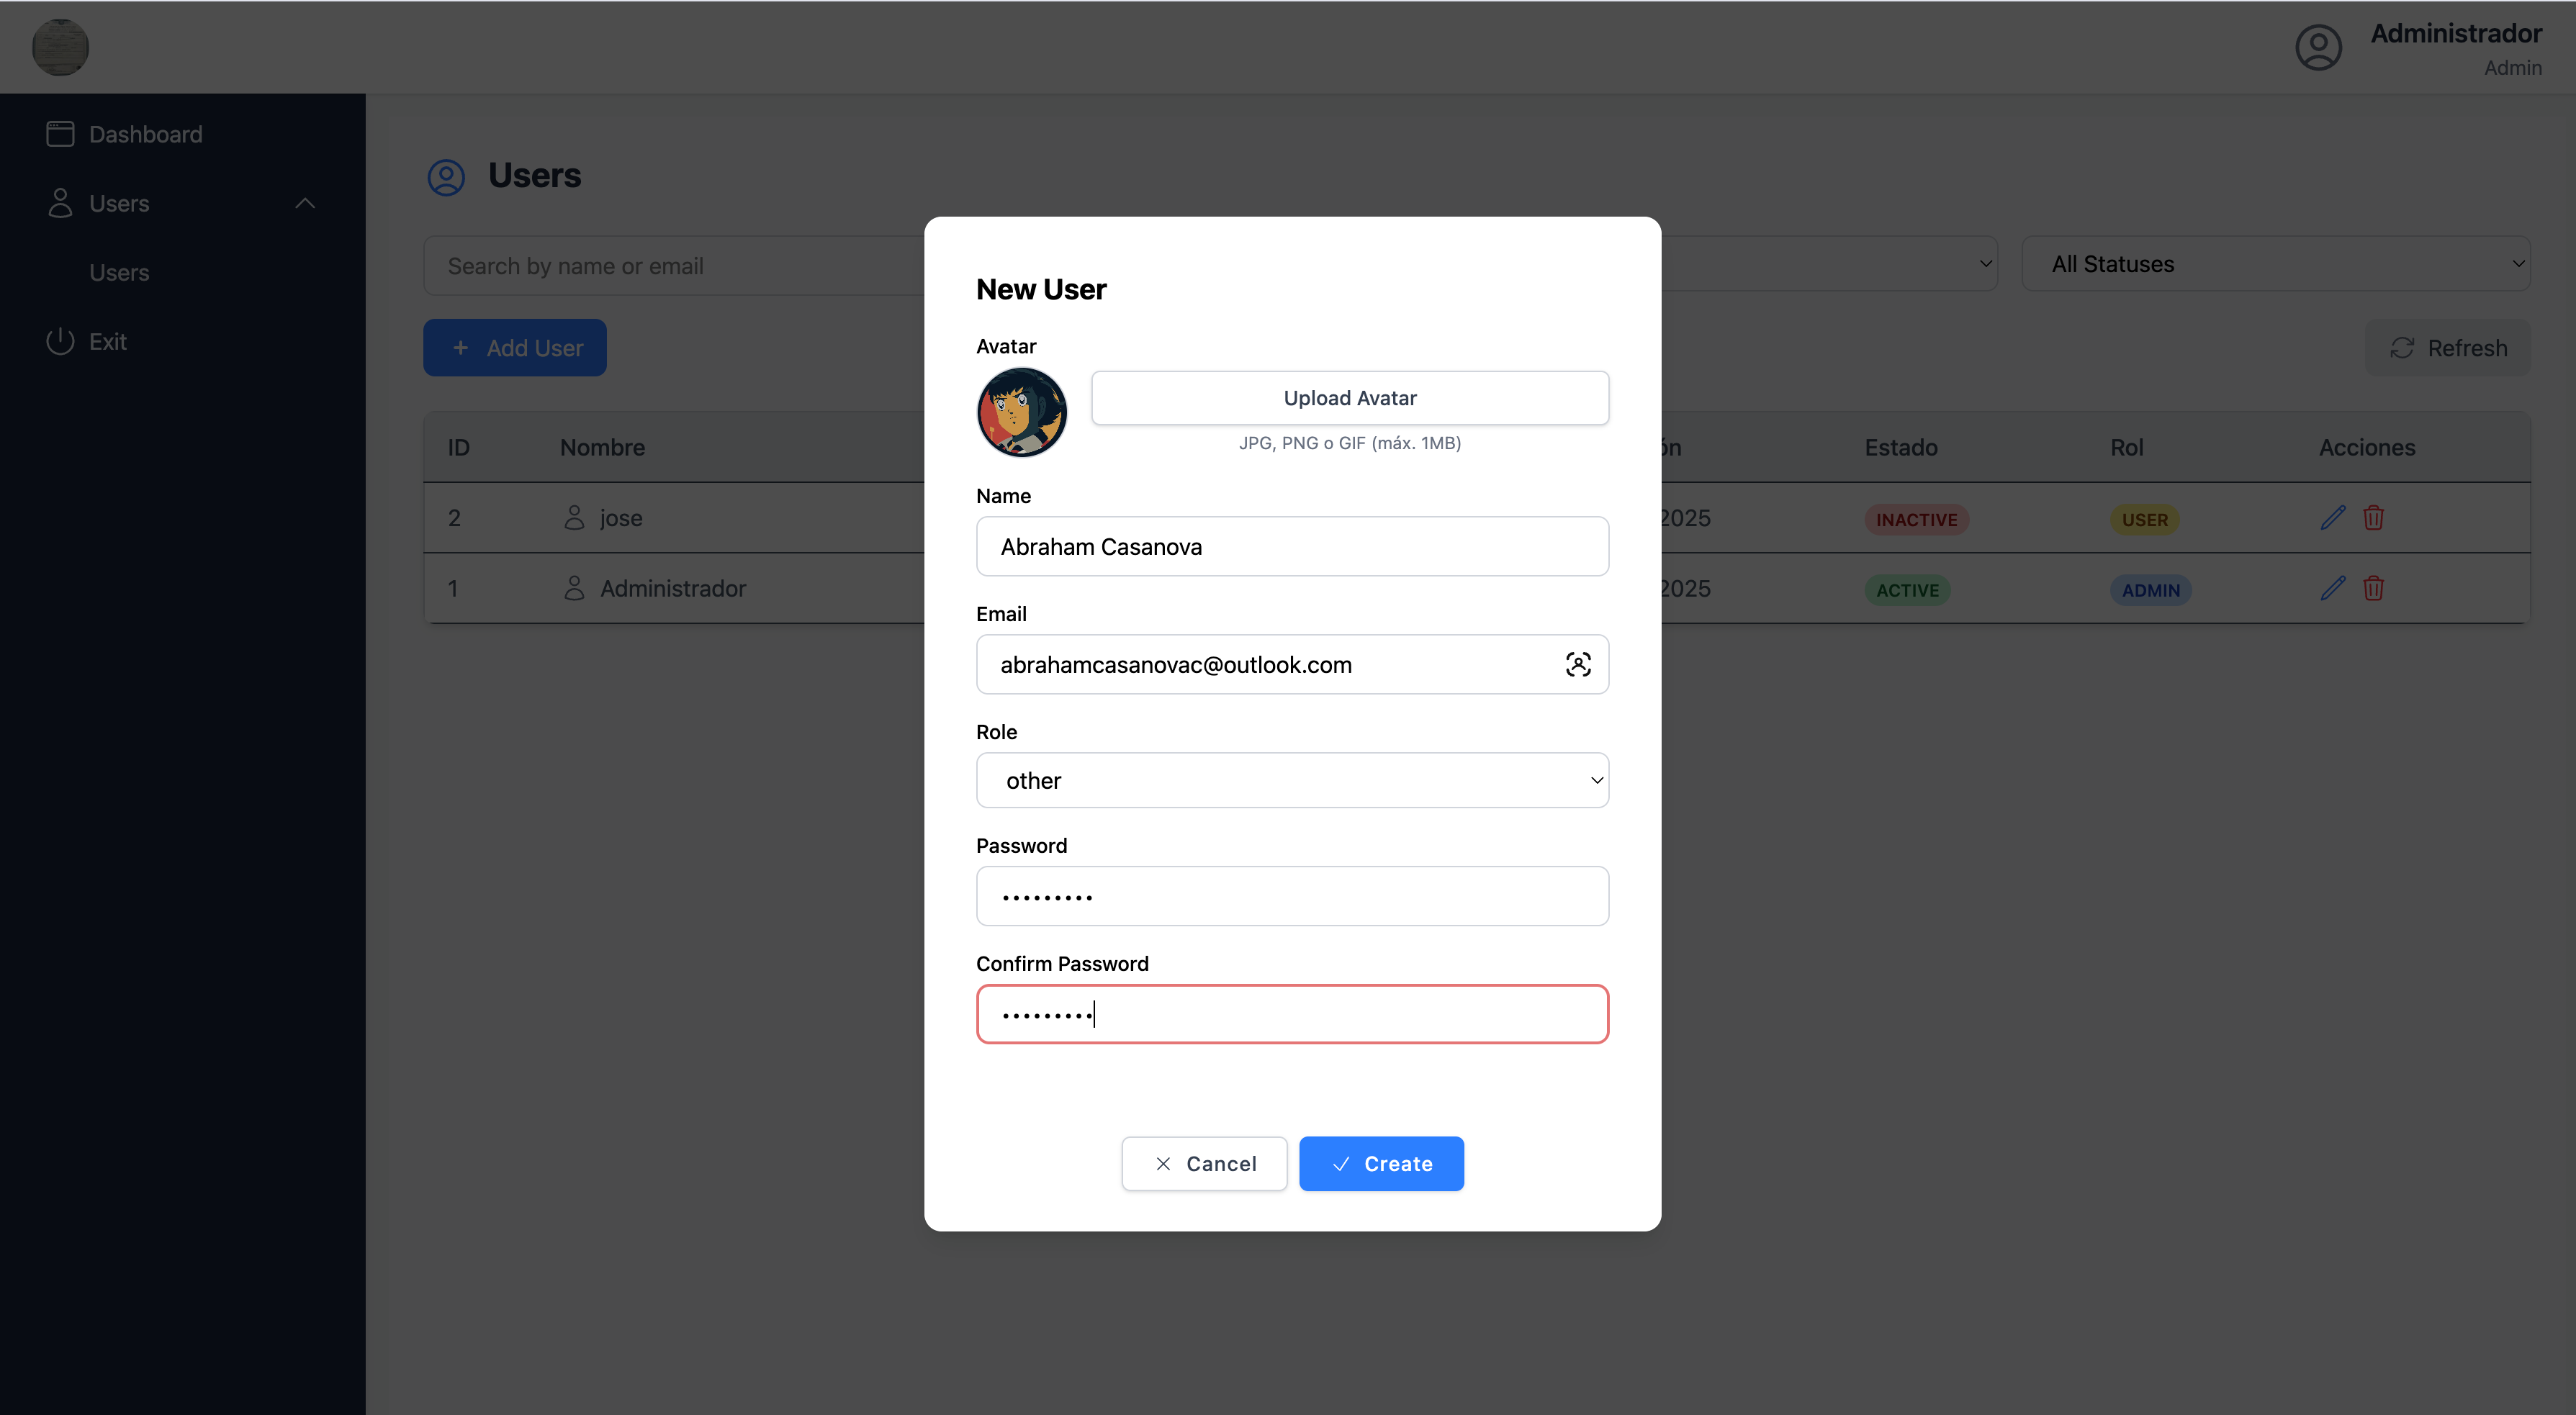 Administrador
Admin
Dashboard
Users
Users
Exit
Users
Search by name or email
All Statuses
+ Add User
Refresh
ID Nombre ón Estado Rol Acciones
2 jose 2025 INACTIVE USER
1 Administrador 2025 ACTIVE ADMIN
New User
Avatar
Upload Avatar
JPG, PNG o GIF (máx. 1MB)
Name
Abraham Casanova
Email
abrahamcasanovac@outlook.com
Role
other
Password
•••••••••
Confirm Password
•••••••••
Cancel
Create